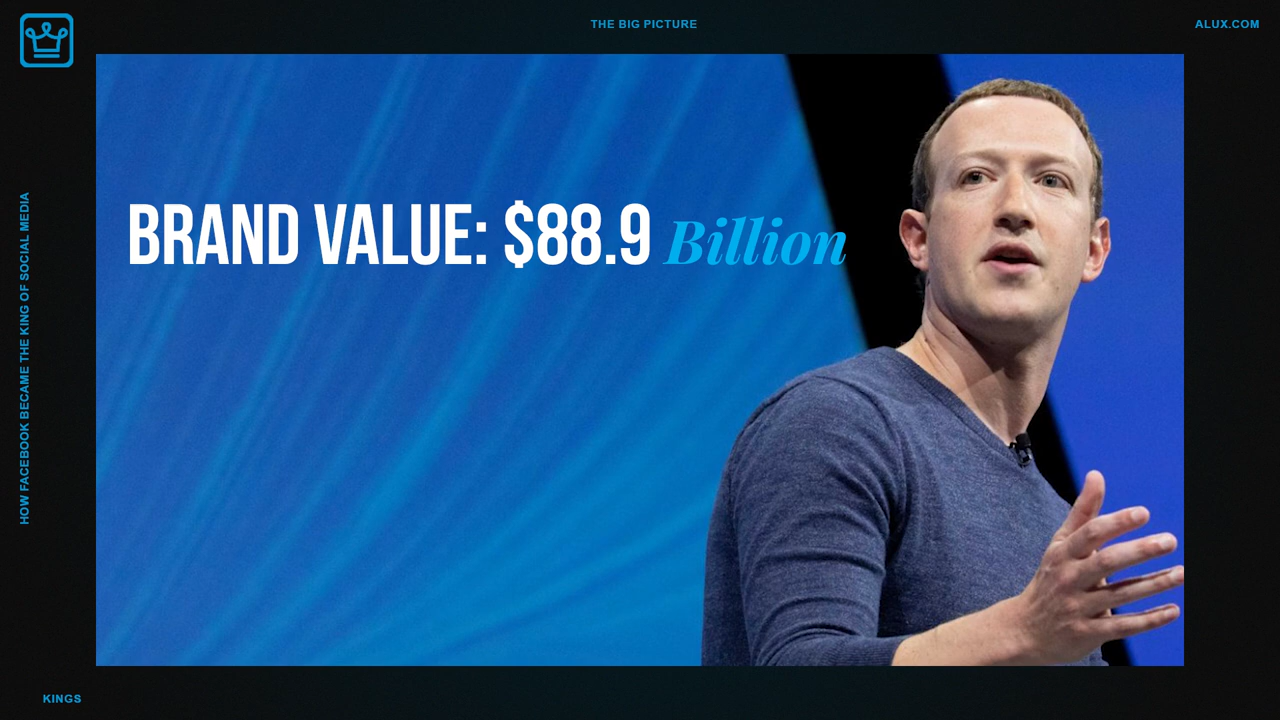 THE BIG PICTURE
ALUX.COM
BRAND VALUE: $88.9 Billion
HOW FACEBOOK BECAME THE KING OF SOCIAL MEDIA
KINGS